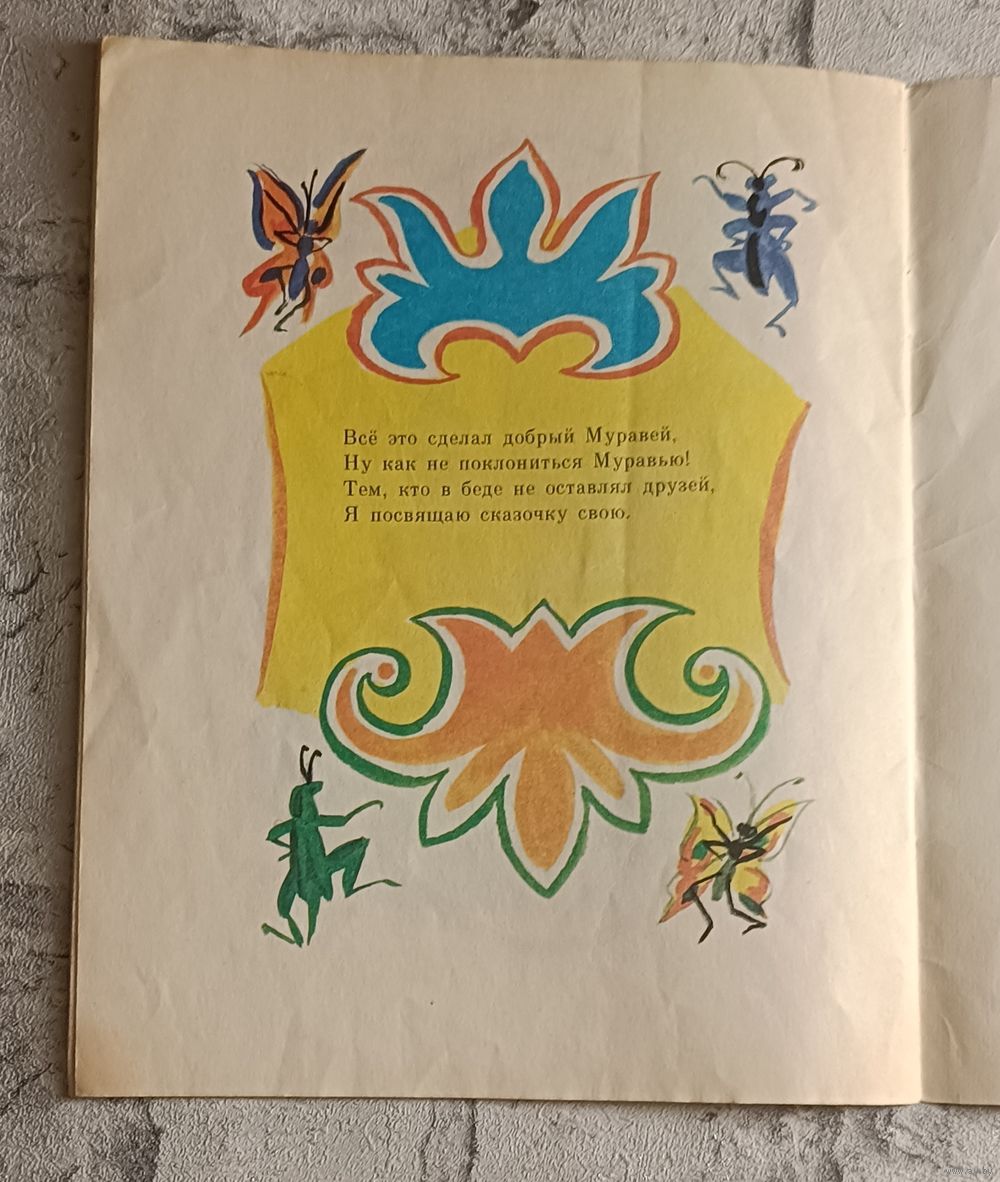 Всё это сделал добрый Муравей,
Ну как не поклониться Муравью!
Тем, кто в беде не оставлял друзей,
Я посвящаю сказочку свою.